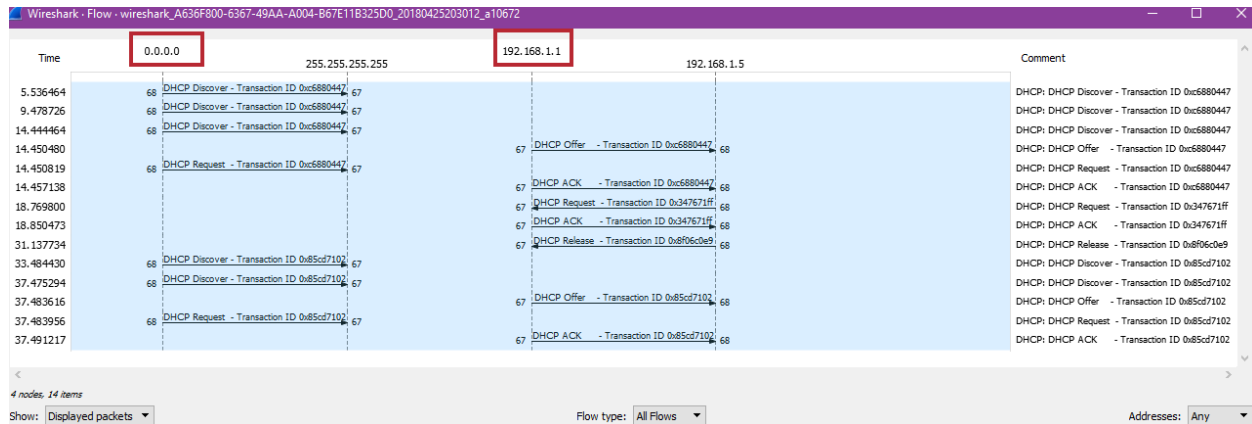 Wireshark · Flow · wireshark_A636F800-6367-49AA-A004-B67E11B325D0_20180425203012_a10672
Time 0.0.0.0 255.255.255.255 192.168.1.1 192.168.1.5 Comment
5.536464 68 DHCP Discover - Transaction ID 0xc6880447 67 DHCP: DHCP Discover - Transaction ID 0xc6880447
9.478726 68 DHCP Discover - Transaction ID 0xc6880447 67 DHCP: DHCP Discover - Transaction ID 0xc6880447
14.444464 68 DHCP Discover - Transaction ID 0xc6880447 67 DHCP: DHCP Discover - Transaction ID 0xc6880447
14.450480 67 DHCP Offer - Transaction ID 0xc6880447 68 DHCP: DHCP Offer - Transaction ID 0xc6880447
14.450819 68 DHCP Request - Transaction ID 0xc6880447 67 DHCP: DHCP Request - Transaction ID 0xc6880447
14.457138 67 DHCP ACK - Transaction ID 0xc6880447 68 DHCP: DHCP ACK - Transaction ID 0xc6880447
18.769800 67 DHCP Request - Transaction ID 0x347671ff 68 DHCP: DHCP Request - Transaction ID 0x347671ff
18.850473 67 DHCP ACK - Transaction ID 0x347671ff 68 DHCP: DHCP ACK - Transaction ID 0x347671ff
31.137734 67 DHCP Release - Transaction ID 0x8f06c0e9 68 DHCP: DHCP Release - Transaction ID 0x8f06c0e9
33.484430 68 DHCP Discover - Transaction ID 0x85cd7102 67 DHCP: DHCP Discover - Transaction ID 0x85cd7102
37.475294 68 DHCP Discover - Transaction ID 0x85cd7102 67 DHCP: DHCP Discover - Transaction ID 0x85cd7102
37.483616 67 DHCP Offer - Transaction ID 0x85cd7102 68 DHCP: DHCP Offer - Transaction ID 0x85cd7102
37.483956 68 DHCP Request - Transaction ID 0x85cd7102 67 DHCP: DHCP Request - Transaction ID 0x85cd7102
37.491217 67 DHCP ACK - Transaction ID 0x85cd7102 68 DHCP: DHCP ACK - Transaction ID 0x85cd7102
4 nodes, 14 items
Show: Displayed packets Flow type: All Flows Addresses: Any